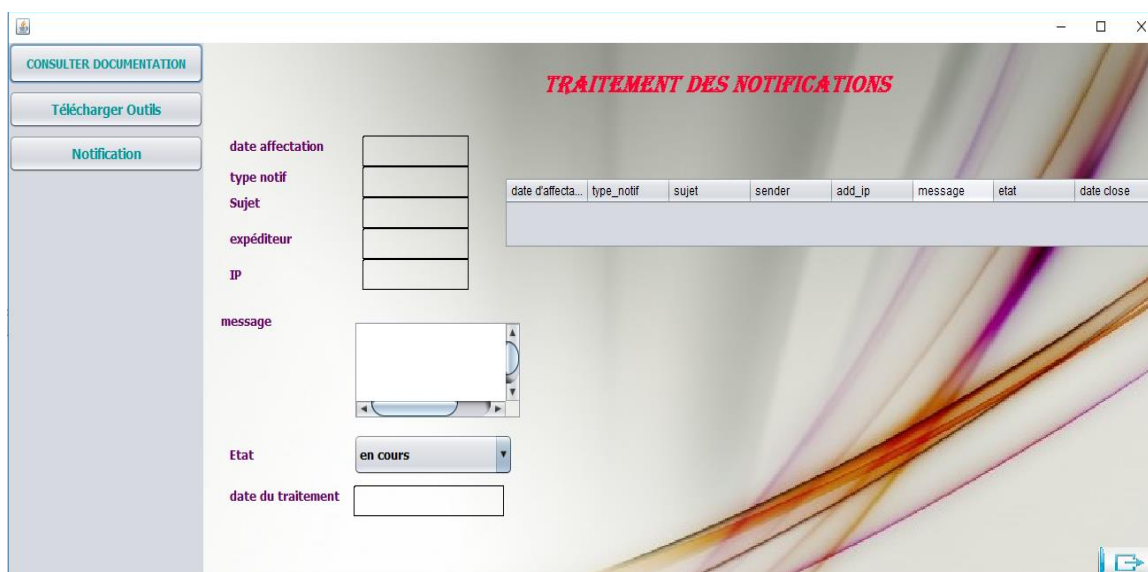 CONSULTER DOCUMENTATION
Télécharger Outils
Notification
TRAITEMENT DES NOTIFICATIONS
date affectation
type notif
Sujet
expéditeur
IP
date d'affecta... type_notif sujet sender add_ip message etat date close
message
Etat en cours
date du traitement